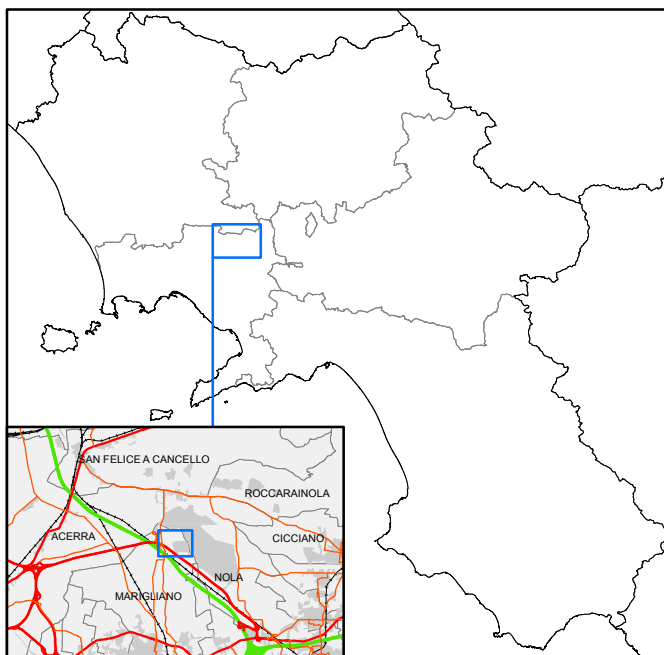 SAN FELICE A CANCELLO
ROCCARAINOLA
ACERRA
CICCIANO
NOLA
MARIGLIANO